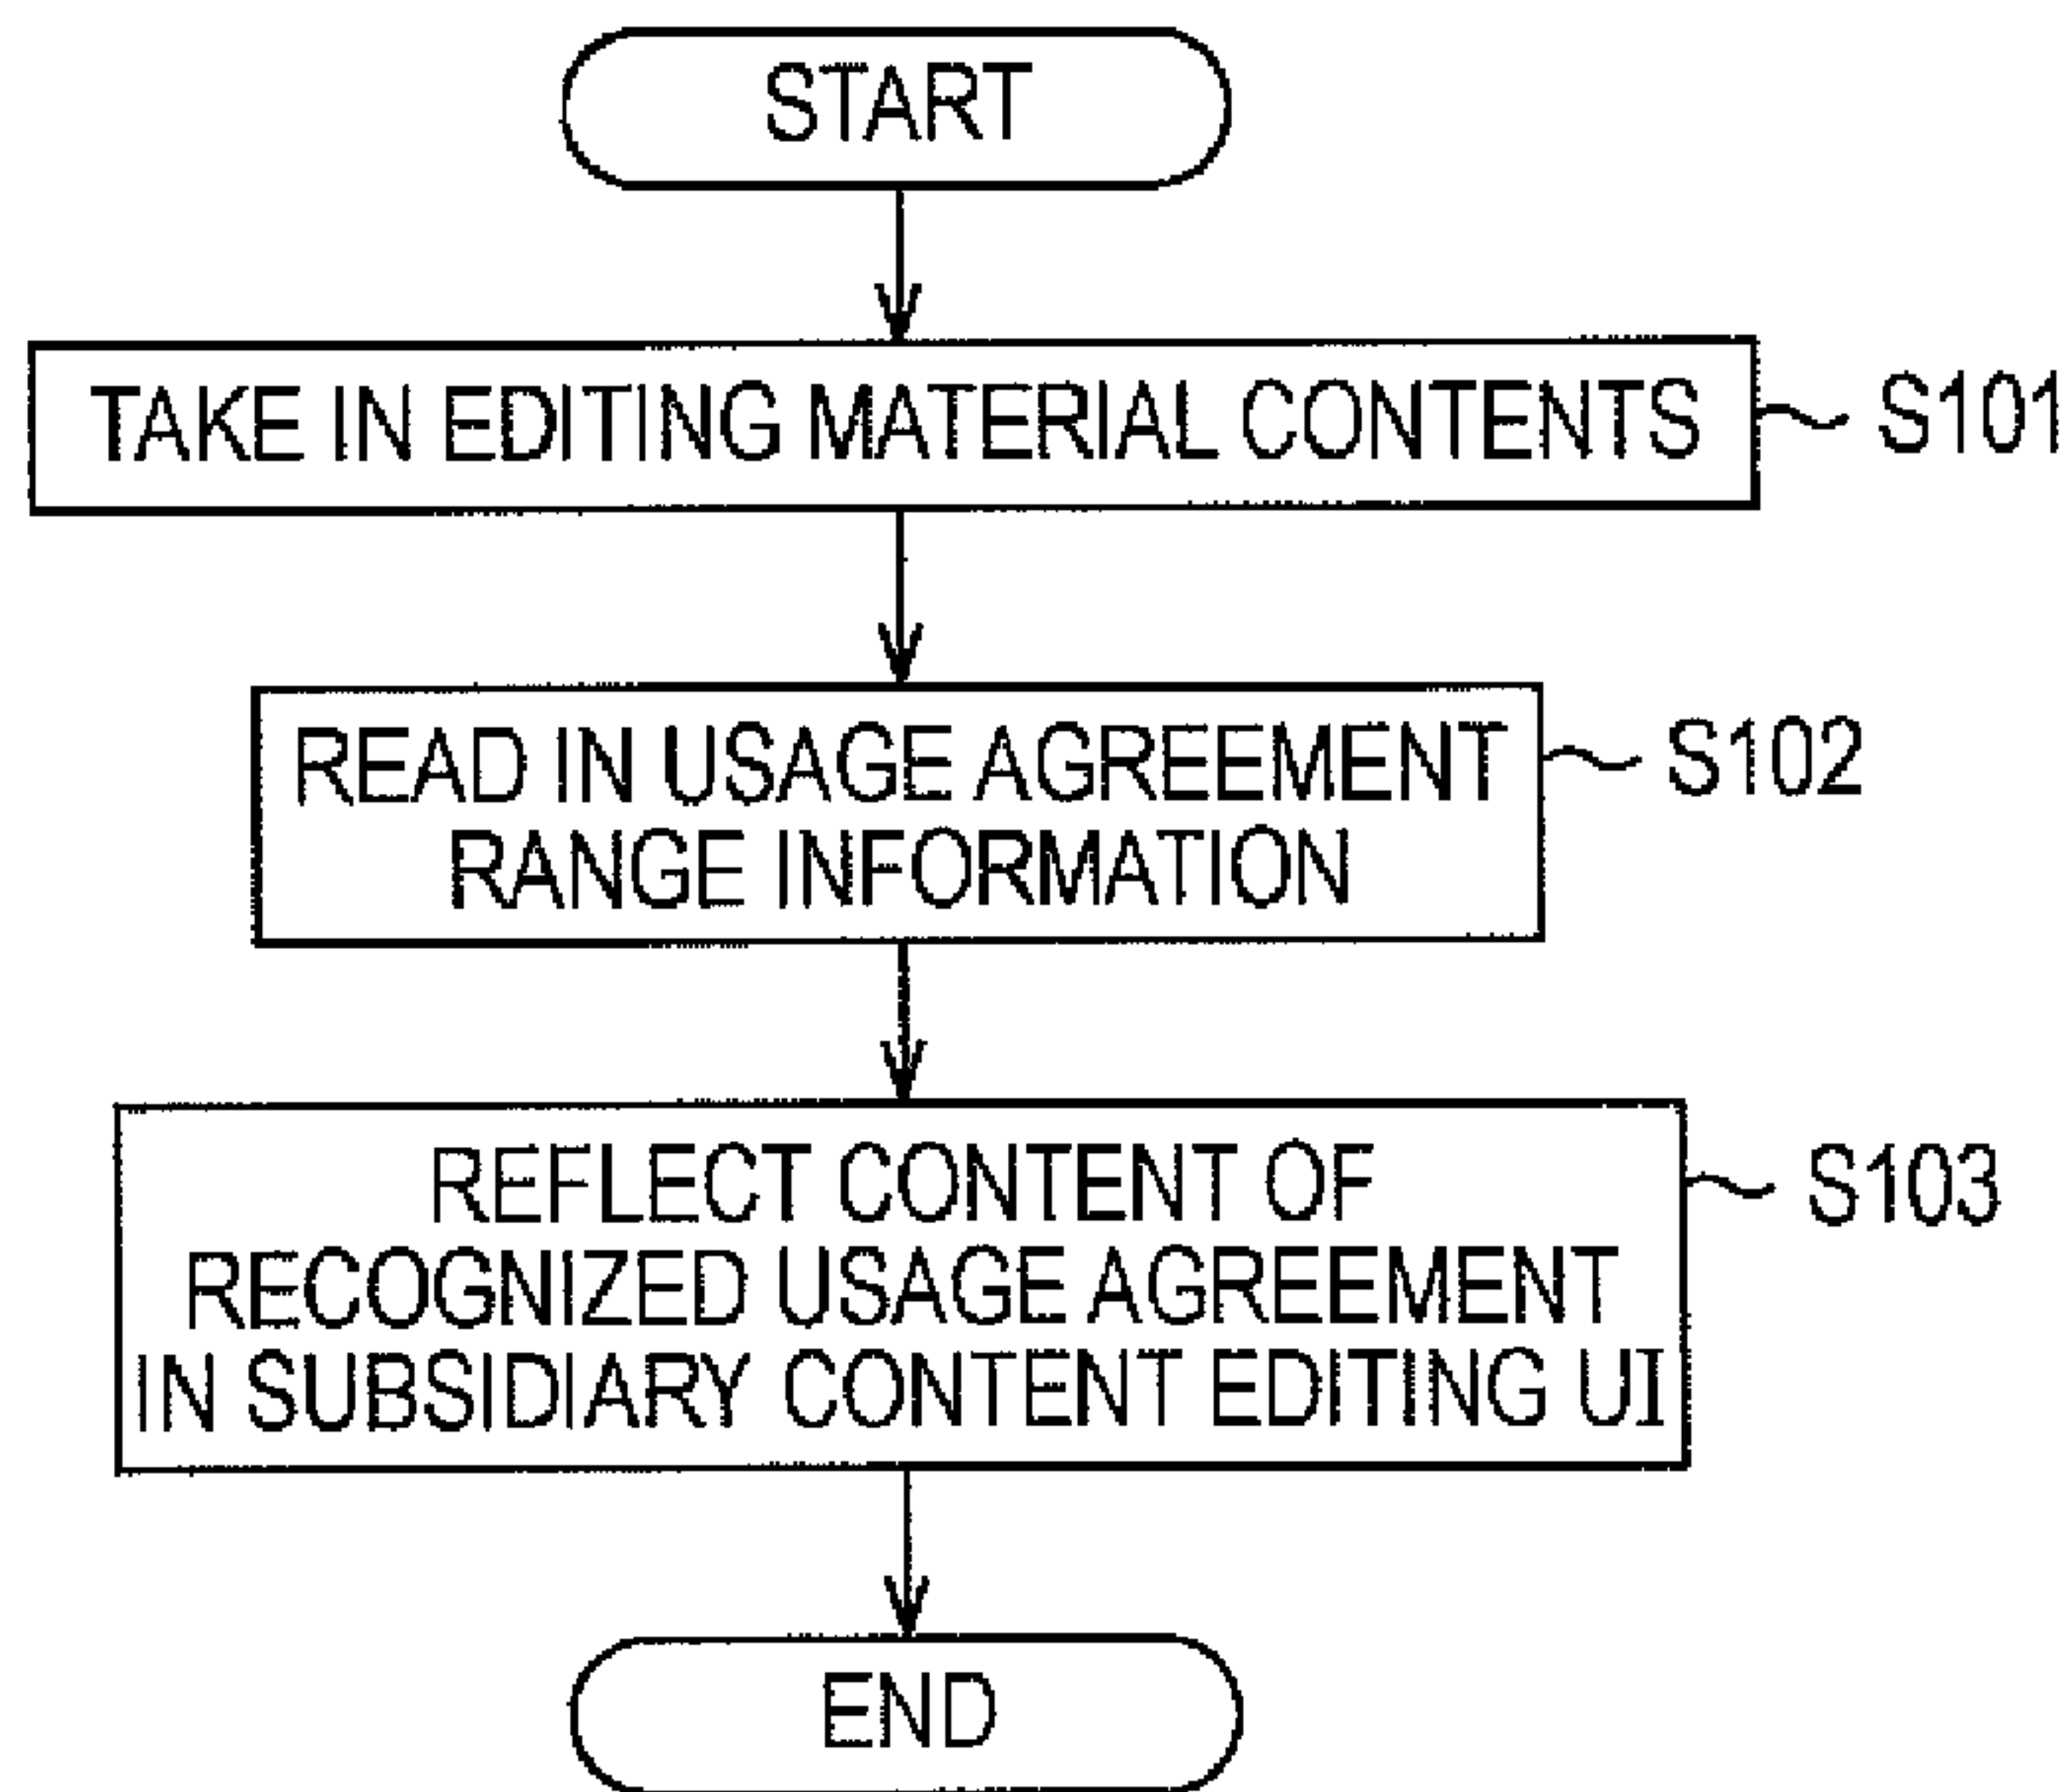 START
TAKE IN EDITING MATERIAL CONTENTS
S101
READ IN USAGE AGREEMENT
RANGE INFORMATION
S102
REFLECT CONTENT OF
RECOGNIZED USAGE AGREEMENT
IN SUBSIDIARY CONTENT EDITING UI
S103
END